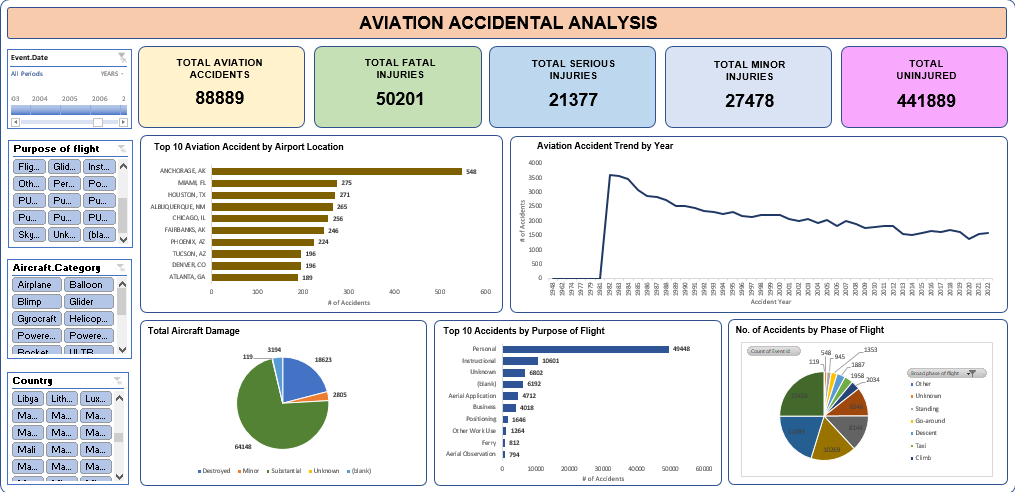 AVIATION ACCIDENTAL ANALYSIS
Event.Date
All Periods YEARS
03 2004 2005 2006 2
TOTAL AVIATION
ACCIDENTS
88889
TOTAL FATAL
INJURIES
50201
TOTAL SERIOUS
INJURIES
21377
TOTAL MINOR
INJURIES
27478
TOTAL
UNINJURED
441889
Purpose of flight
Flig... Glid... Inst...
Oth... Per... Po...
PU... Pu... Pu...
Pu... Pu... PU...
Sky... Unk... (bla...
Aircraft.Category
Airplane Balloon
Blimp Glider
Gyrocraft Helicop...
Powere... Powere...
Rocket ULTR...
Country
Libya Lith... Lux...
Ma... Ma... Ma...
Ma... Ma... Ma...
Mali Ma... Ma...
Ma... Ma... Ma...
Top 10 Aviation Accident by Airport Location
ANCHORAGE, AK 548
MIAMI, FL 275
HOUSTON, TX 271
ALBUQUERQUE, NM 265
CHICAGO, IL 256
FAIRBANKS, AK 246
PHOENIX, AZ 224
TUCSON, AZ 196
DENVER, CO 196
ATLANTA, GA 189
0 100 200 300 400 500 600
# of Accidents
Aviation Accident Trend by Year
4000
3500
3000
2500
2000
1500
1000
500
0
# of Accidents
1948 1962 1974 1977 1979 1981 1982 1983 1984 1985 1986 1987 1988 1989 1990 1991 1992 1993 1994 1995 1996 1997 1998 1999 2000 2001 2002 2003 2004 2005 2006 2007 2008 2009 2010 2011 2012 2013 2014 2015 2016 2017 2018 2019 2020 2021 2022
Accident Year
Total Aircraft Damage
3194
119
18623
2805
64148
Destroyed Minor Substantial Unknown (blank)
Top 10 Accidents by Purpose of Flight
Personal 49448
Instructional 10601
Unknown 6802
(blank) 6192
Aerial Application 4712
Business 4018
Positioning 1646
Other Work Use 1264
Ferry 812
Aerial Observation 794
0 10000 20000 30000 40000 50000 60000
# of Accidents
No. of Accidents by Phase of Flight
Count of Event.Id
548
945
1353
119
1887
1958
2034
10269
Broad phase of flight
Other
Unknown
Standing
Go-around
Descent
Taxi
Climb